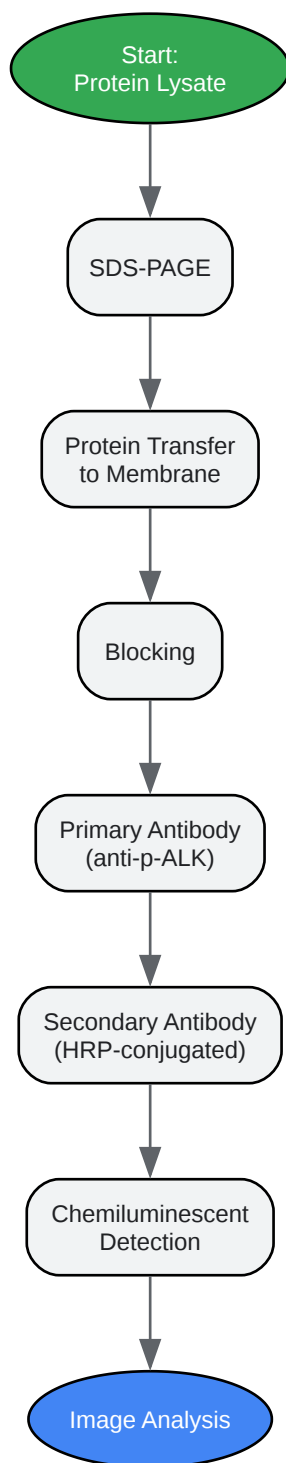 Start:
Protein Lysate
SDS-PAGE
Protein Transfer
to Membrane
Blocking
Primary Antibody
(anti-p-ALK)
Secondary Antibody
(HRP-conjugated)
Chemiluminescent
Detection
Image Analysis